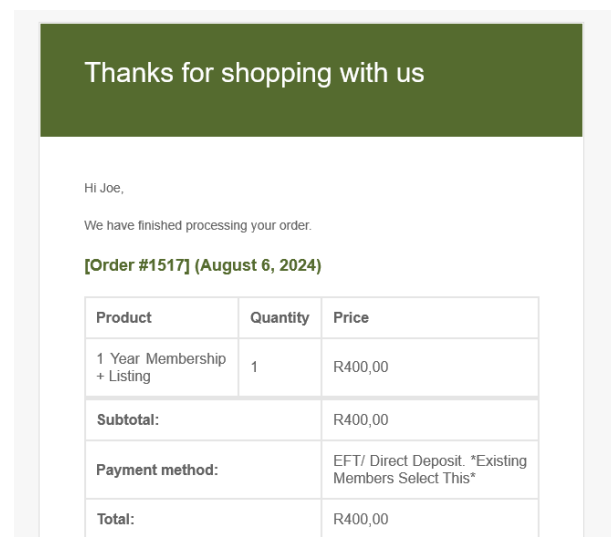 Thanks for shopping with us
Hi Joe,
We have finished processing your order.
[Order #1517] (August 6, 2024)
Product Quantity Price
1 Year Membership
+ Listing 1 R400,00
Subtotal: R400,00
Payment method: EFT/ Direct Deposit. *Existing
Members Select This*
Total: R400,00